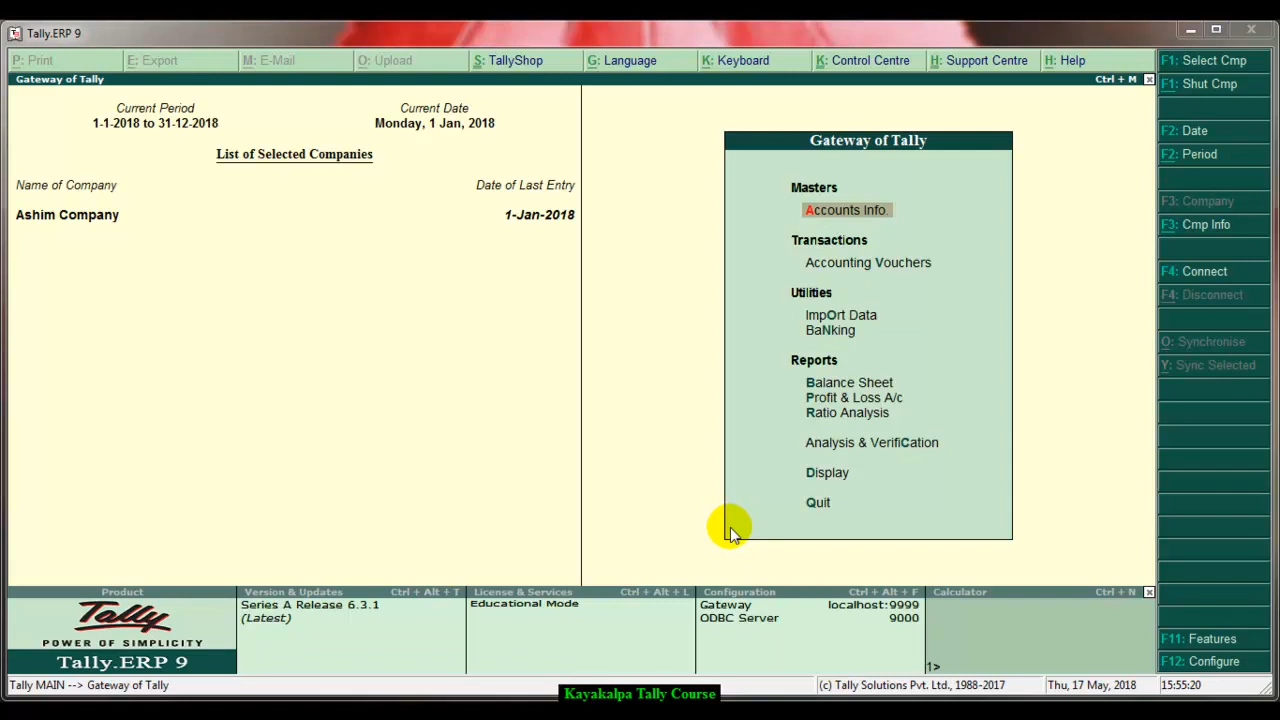 Tally.ERP 9
P: Print E: Export M: E-Mail O: Upload S: TallyShop G: Language K: Keyboard K: Control Centre H: Support Centre H: Help
Gateway of Tally Ctrl + M
Current Period Current Date
1-1-2018 to 31-12-2018 Monday, 1 Jan, 2018
List of Selected Companies
Name of Company Date of Last Entry
Ashim Company 1-Jan-2018
Gateway of Tally
Masters
Accounts Info.
Transactions
Accounting Vouchers
Utilities
ImpOrt Data
BaNking
Reports
Balance Sheet
Profit & Loss A/c
Ratio Analysis
Analysis & VerifiCation
Display
Quit
F1: Select Cmp
F1: Shut Cmp
F2: Date
F2: Period
F3: Company
F3: Cmp Info
F4: Connect
F4: Disconnect
O: Synchronise
Y: Sync Selected
F11: Features
F12: Configure
Product
Tally
POWER OF SIMPLICITY
Tally.ERP 9
Version & Updates Ctrl + Alt + T
Series A Release 6.3.1
(Latest)
License & Services Ctrl + Alt + L
Educational Mode
Configuration Ctrl + Alt + F
Gateway localhost:9999
ODBC Server 9000
Calculator Ctrl + N
1>
Tally MAIN --> Gateway of Tally (c) Tally Solutions Pvt. Ltd., 1988-2017 Thu, 17 May, 2018 15:55:20
Kayakalpa Tally Course